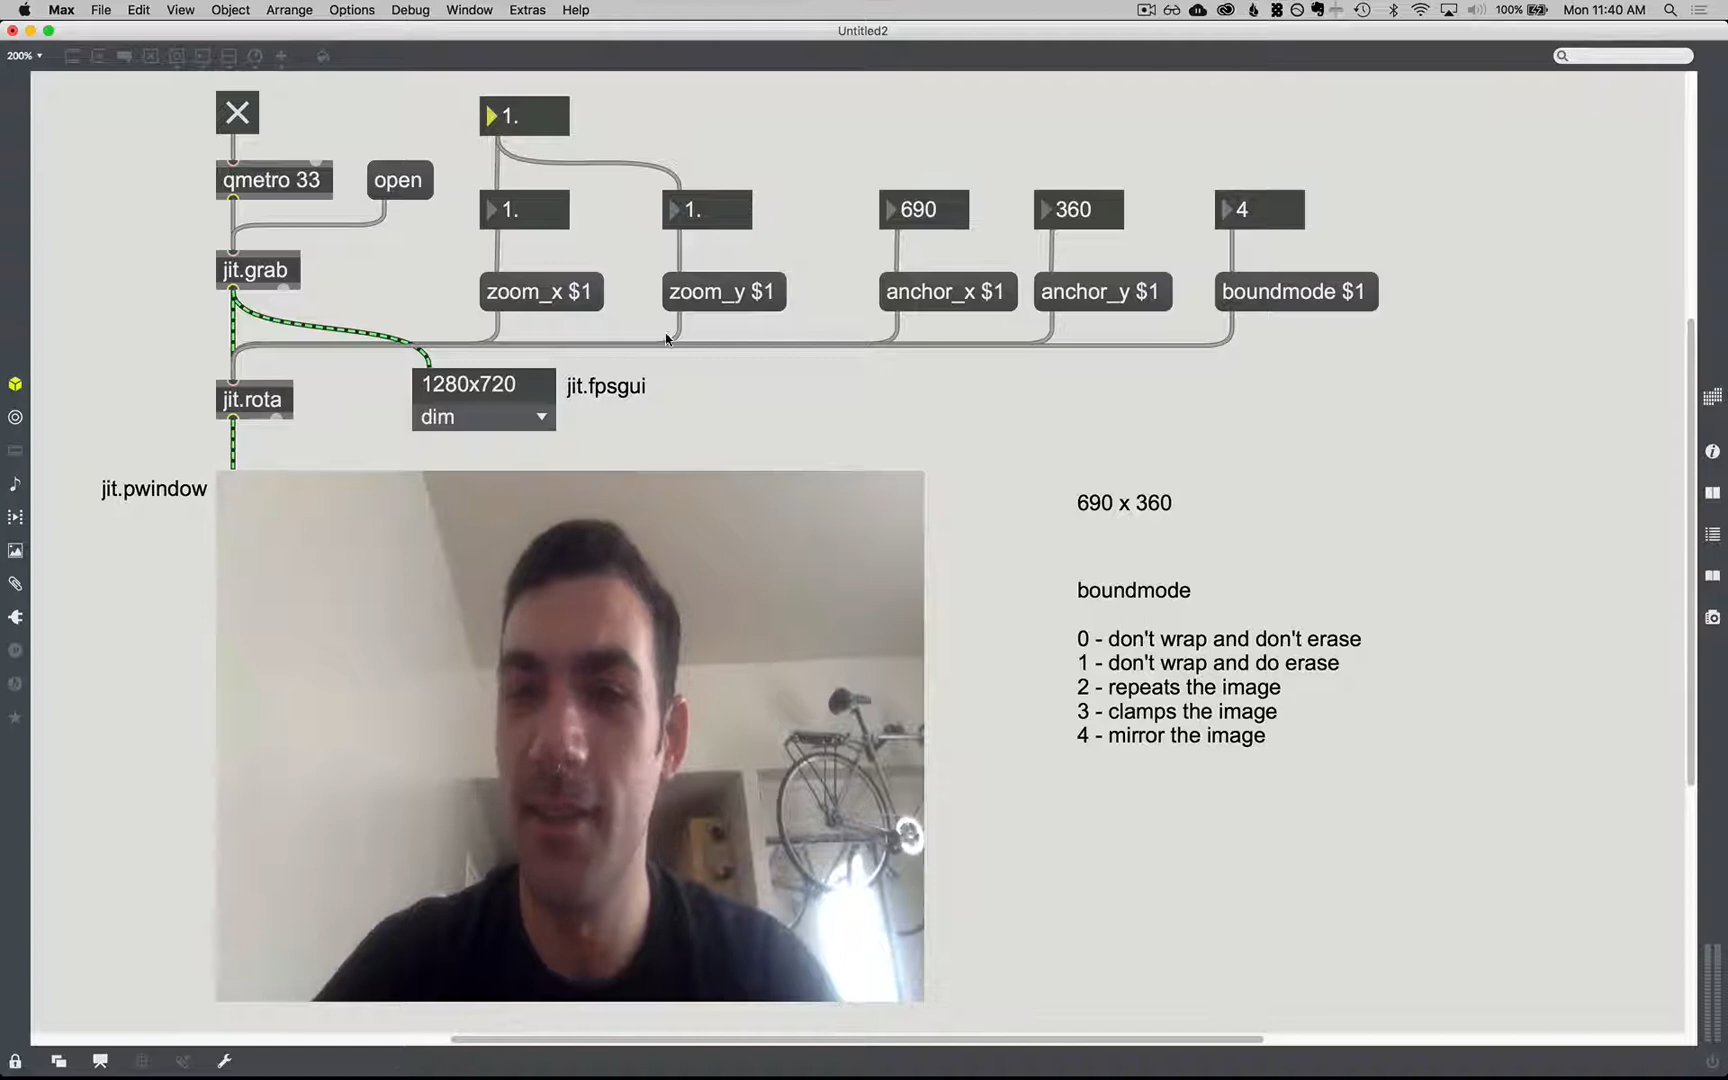 Max File Edit View Object Arrange Options Debug Window Extras Help 100% Mon 11:40 AM
Untitled2
200%
1.
qmetro 33
open
1.
1.
690
360
4
jit.grab
zoom_x $1
zoom_y $1
anchor_x $1
anchor_y $1
boundmode $1
jit.rota
1280x720
dim
jit.fpsgui
jit.pwindow
690 x 360
boundmode
0 - don't wrap and don't erase
1 - don't wrap and do erase
2 - repeats the image
3 - clamps the image
4 - mirror the image